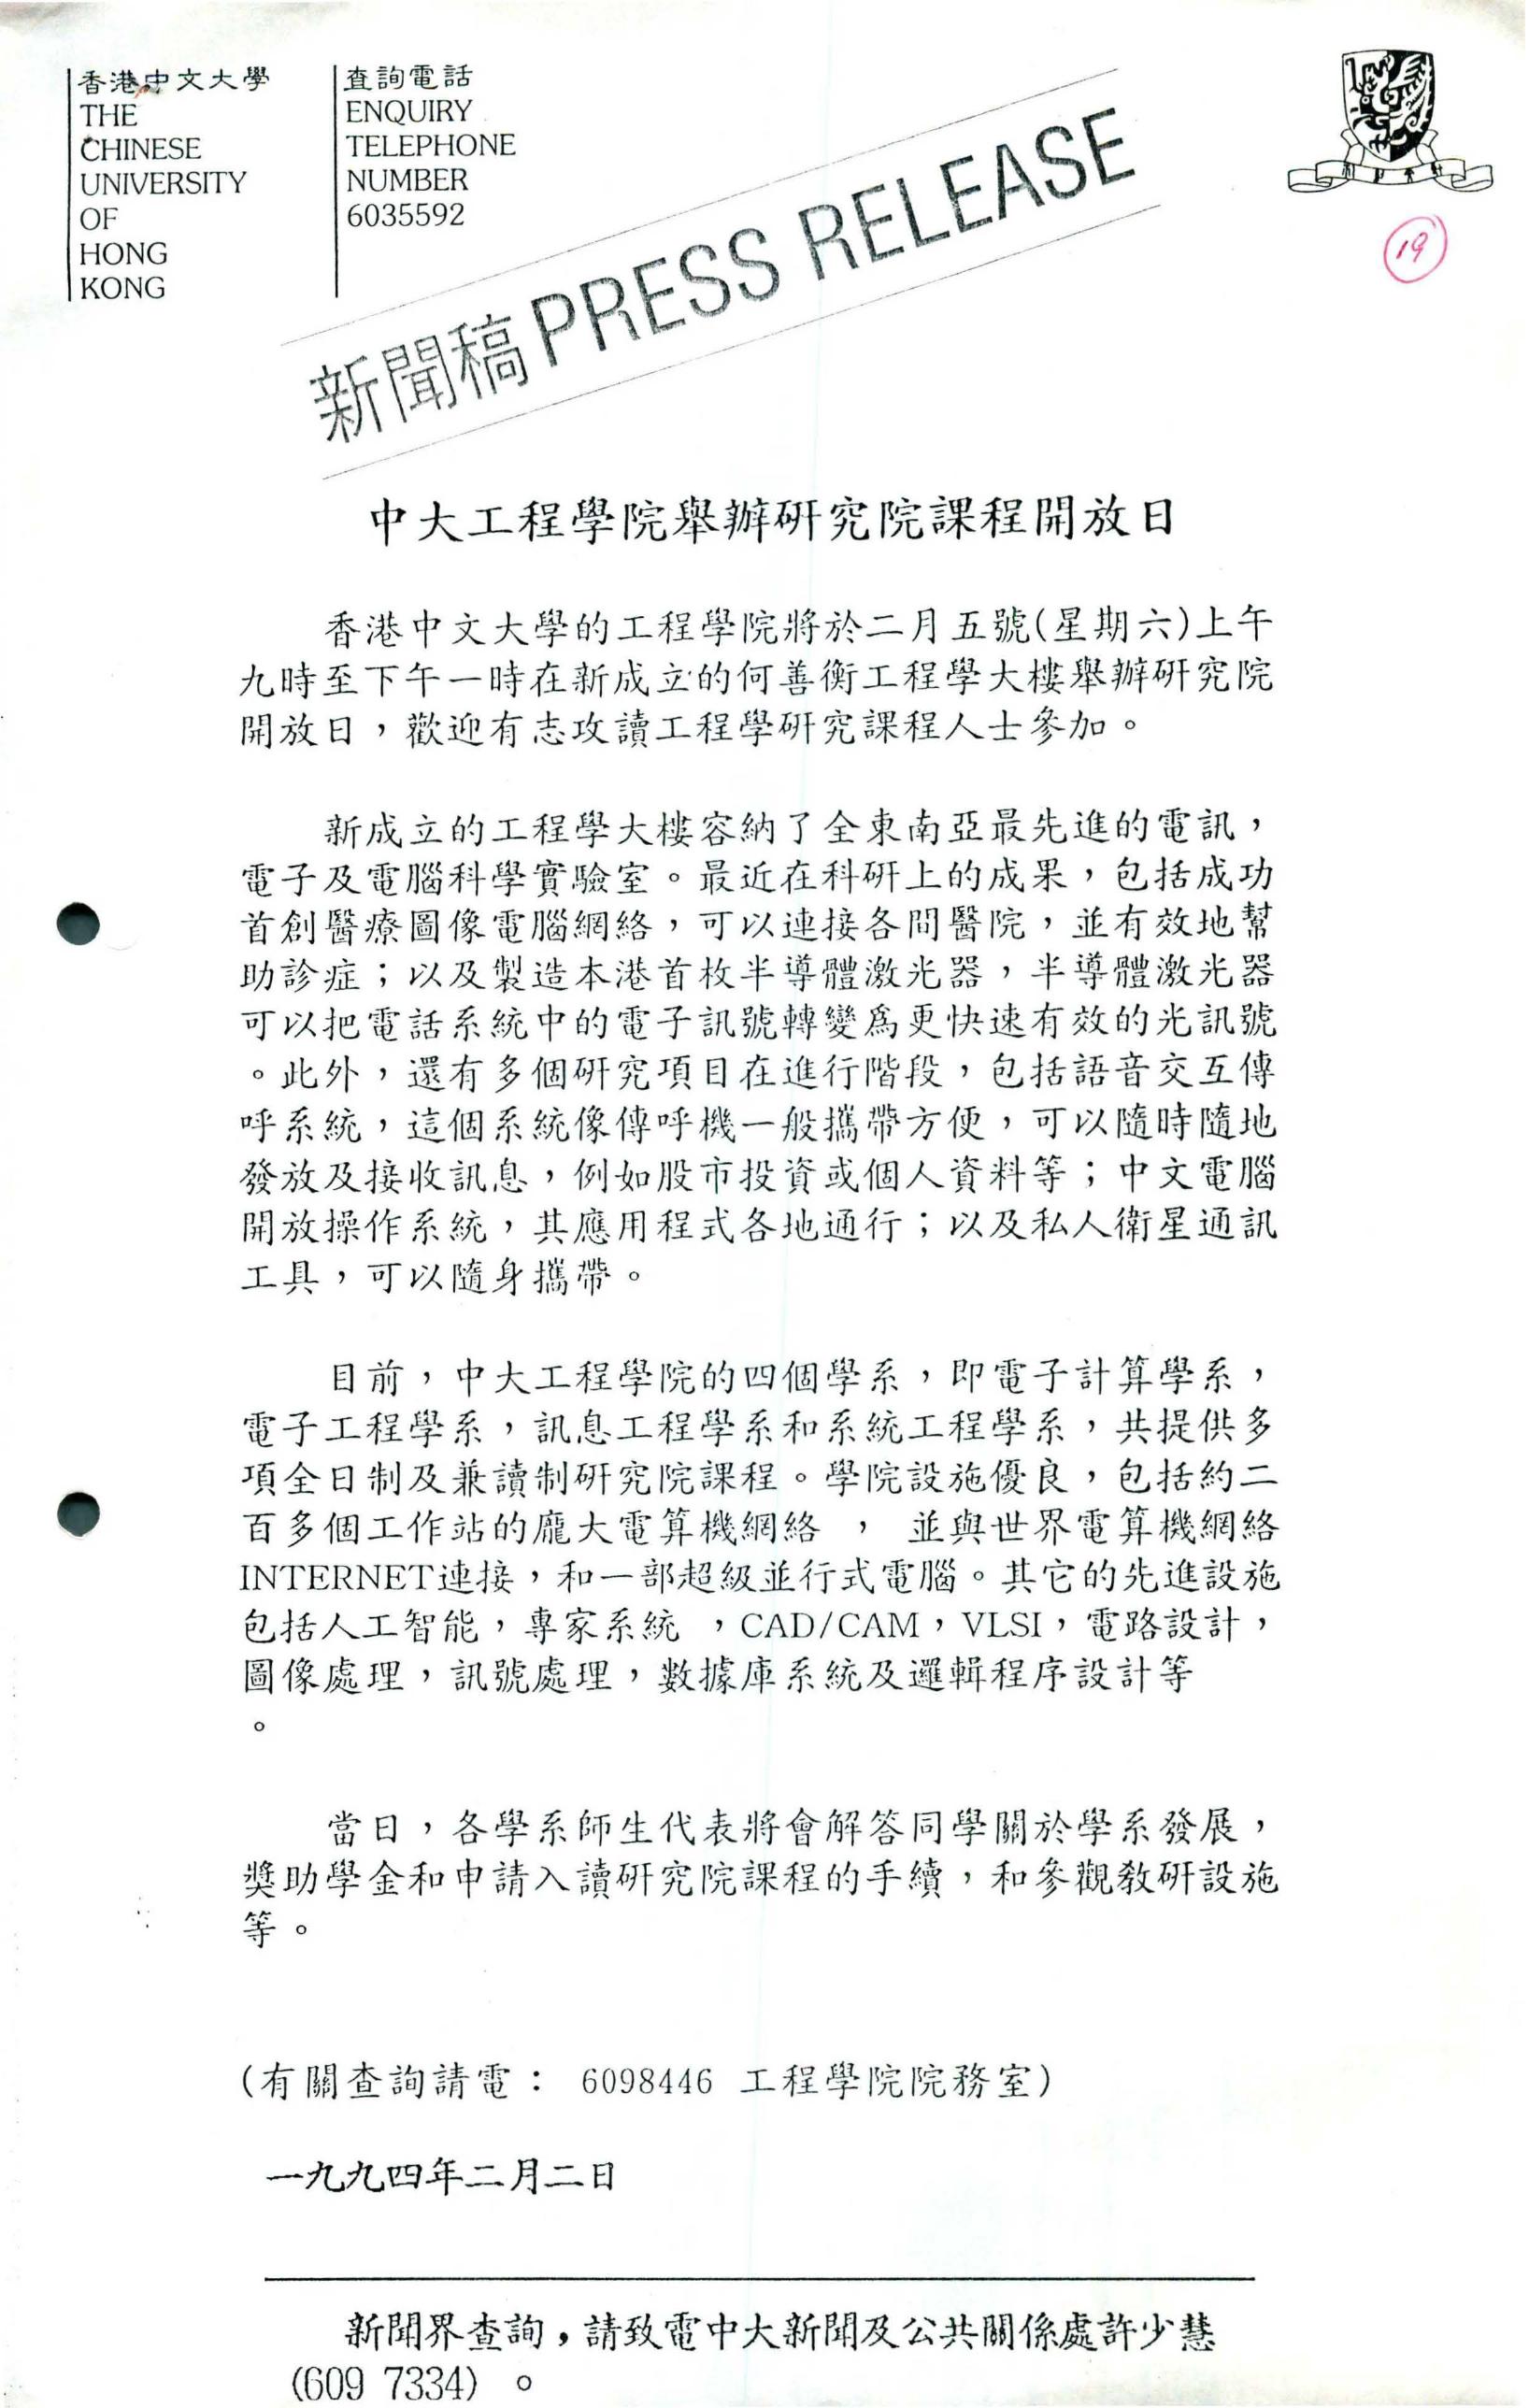 香港中文大學
THE
CHINESE
UNIVERSITY
OF
HONG
KONG
查詢電話
ENQUIRY
TELEPHONE
NUMBER
6035592
19
新聞稿 PRESS RELEASE
中大工程學院舉辦研究院課程開放日
香港中文大學的工程學院將於二月五號(星期六)上午
九時至下午一時在新成立的何善衡工程學大樓舉辦研究院
開放日，歡迎有志攻讀工程學研究課程人士參加。
新成立的工程學大樓容納了全東南亞最先進的電訊，
電子及電腦科學實驗室。最近在科研上的成果，包括成功
首創醫療圖像電腦網絡，可以連接各間醫院，並有效地幫
助診症；以及製造本港首枚半導體激光器，半導體激光器
可以把電話系統中的電子訊號轉變為更快速有效的光訊號
。此外，還有多個研究項目在進行階段，包括語音交互傳
呼系統，這個系統像傳呼機一般攜帶方便，可以隨時隨地
發放及接收訊息，例如股市投資或個人資料等；中文電腦
開放操作系統，其應用程式各地通行；以及私人衛星通訊
工具，可以隨身攜帶。
目前，中大工程學院的四個學系，即電子計算學系，
電子工程學系，訊息工程學系和系統工程學系，共提供多
項全日制及兼讀制研究院課程。學院設施優良，包括約二
百多個工作站的龐大電算機網絡 ， 並與世界電算機網絡
INTERNET連接，和一部超級並行式電腦。其它的先進設施
包括人工智能，專家系統 ，CAD/CAM，VLSI，電路設計，
圖像處理，訊號處理，數據庫系統及邏輯程序設計等
。
當日，各學系師生代表將會解答同學關於學系發展，
獎助學金和申請入讀研究院課程的手續，和參觀教研設施
等。
(有關查詢請電： 6098446 工程學院院務室)
一九九四年二月二日
新聞界查詢，請致電中大新聞及公共關係處許少慧
(609 7334) 。